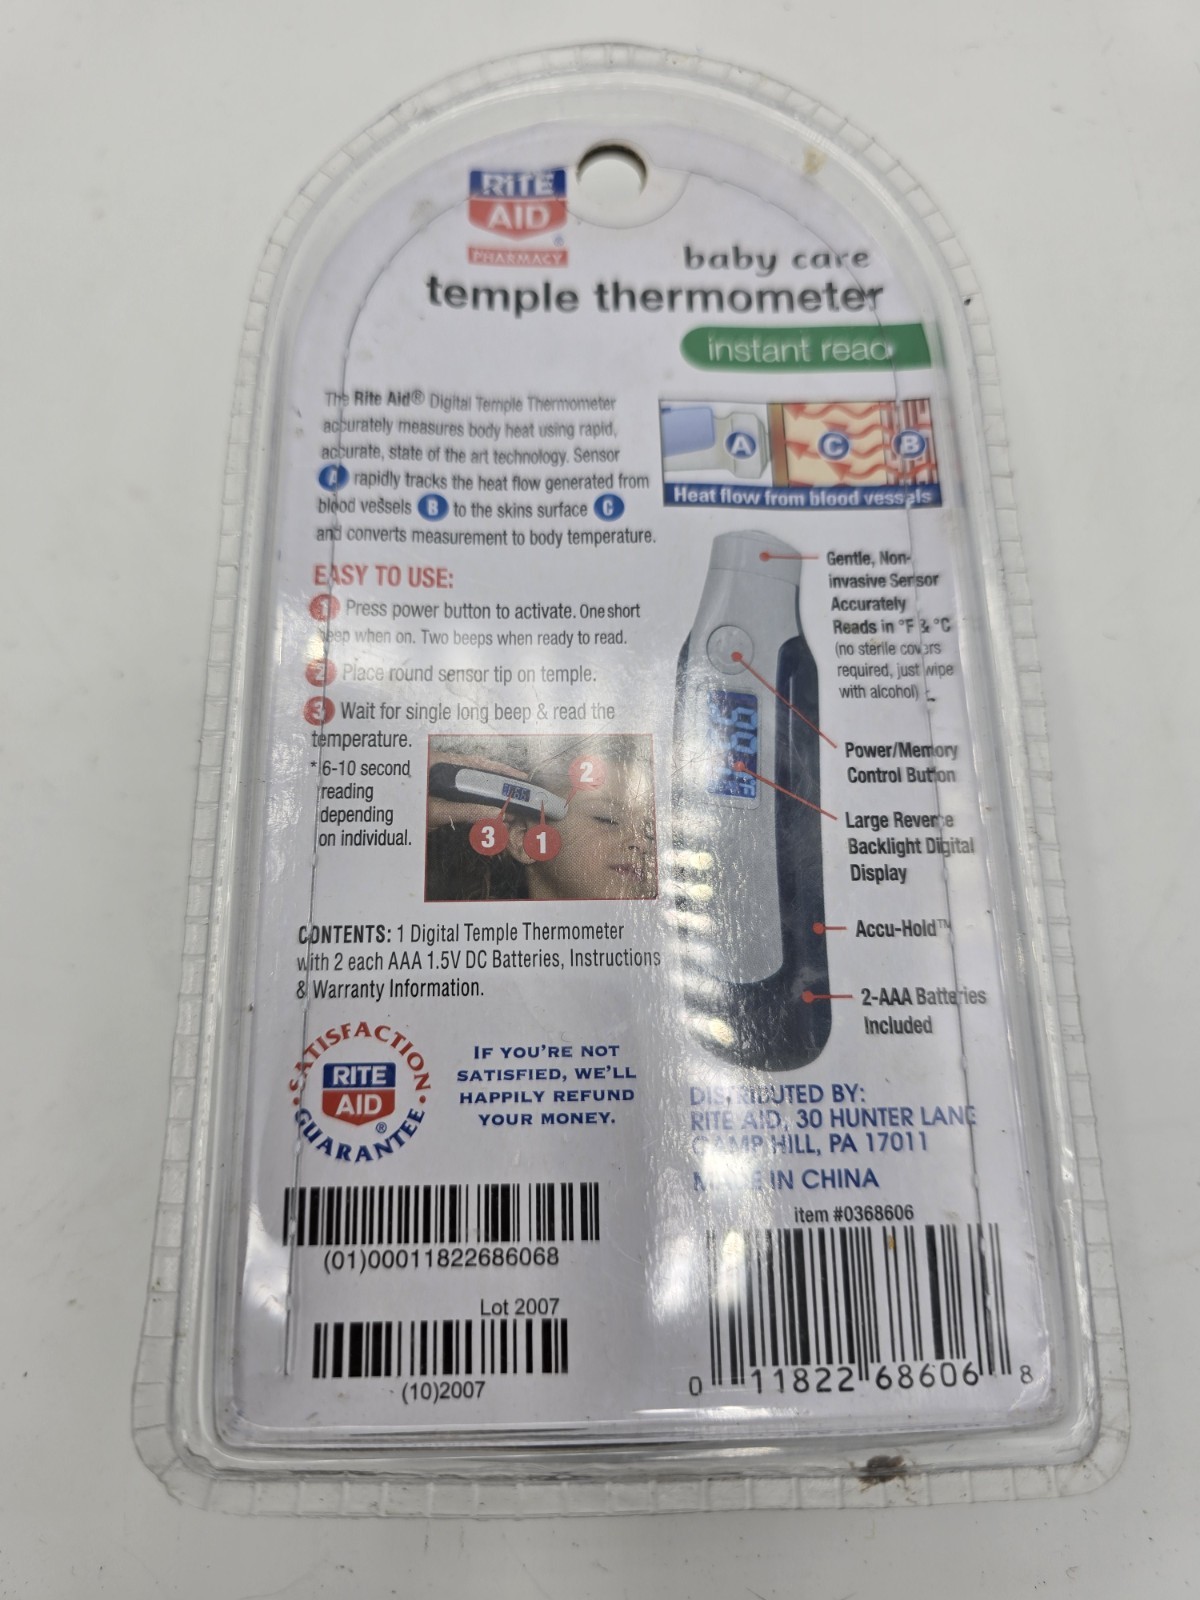 RITE
AID
®
PHARMACY
baby care
temple thermometer
instant read
The Rite Aid® Digital Temple Thermometer
accurately measures body heat using rapid,
accurate, state of the art technology. Sensor
A rapidly tracks the heat flow generated from
blood vessels B to the skins surface C
and converts measurement to body temperature.
A C B
Heat flow from blood vessels
EASY TO USE:
1 Press power button to activate. One short
beep when on. Two beeps when ready to read.
2 Place round sensor tip on temple.
3 Wait for single long beep & read the
temperature.
* 6-10 second
reading
depending
on individual.
2
3 1
Gentle, Non-
invasive Sensor
Accurately
Reads in °F & °C
(no sterile covers
required, just wipe
with alcohol)
Power/Memory
Control Button
Large Reverse
Backlight Digital
Display
Accu-Hold™
2-AAA Batteries
Included
CONTENTS: 1 Digital Temple Thermometer
with 2 each AAA 1.5V DC Batteries, Instructions
& Warranty Information.
SATISFACTION
RITE
AID
®
GUARANTEE
IF YOU'RE NOT
SATISFIED, WE'LL
HAPPILY REFUND
YOUR MONEY.
DISTRIBUTED BY:
RITE AID, 30 HUNTER LANE
CAMP HILL, PA 17011
MADE IN CHINA
item #0368606
(01)00011822686068
Lot 2007
(10)2007
0 11822 68606 8